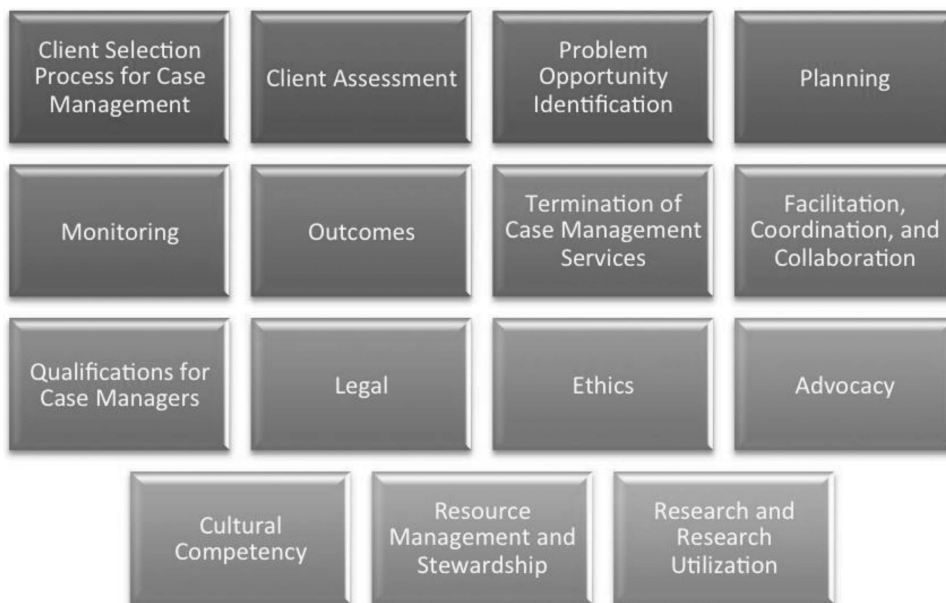 Client Selection
Process for Case
Management
Client Assessment
Problem
Opportunity
Identification
Planning
Monitoring
Outcomes
Termination of
Case Management
Services
Facilitation,
Coordination, and
Collaboration
Qualifications for
Case Managers
Legal
Ethics
Advocacy
Cultural
Competency
Resource
Management and
Stewardship
Research and
Research
Utilization